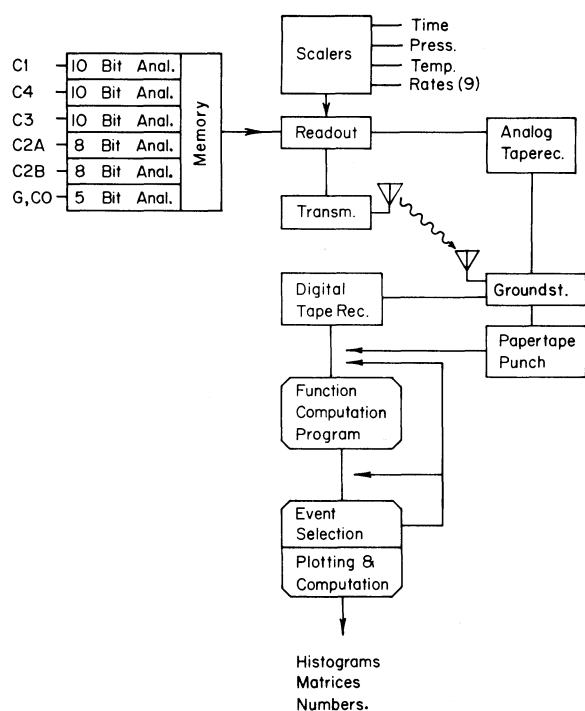 C1 10 Bit Anal.
C4 10 Bit Anal.
C3 10 Bit Anal.
C2A 8 Bit Anal.
C2B 8 Bit Anal.
G,CO 5 Bit Anal.
Memory
Scalers
Time
Press.
Temp.
Rates (9)
Readout
Analog
Taperec.
Transm.
Groundst.
Digital
Tape Rec.
Papertape
Punch
Function
Computation
Program
Event
Selection
Plotting &
Computation
Histograms
Matrices
Numbers.